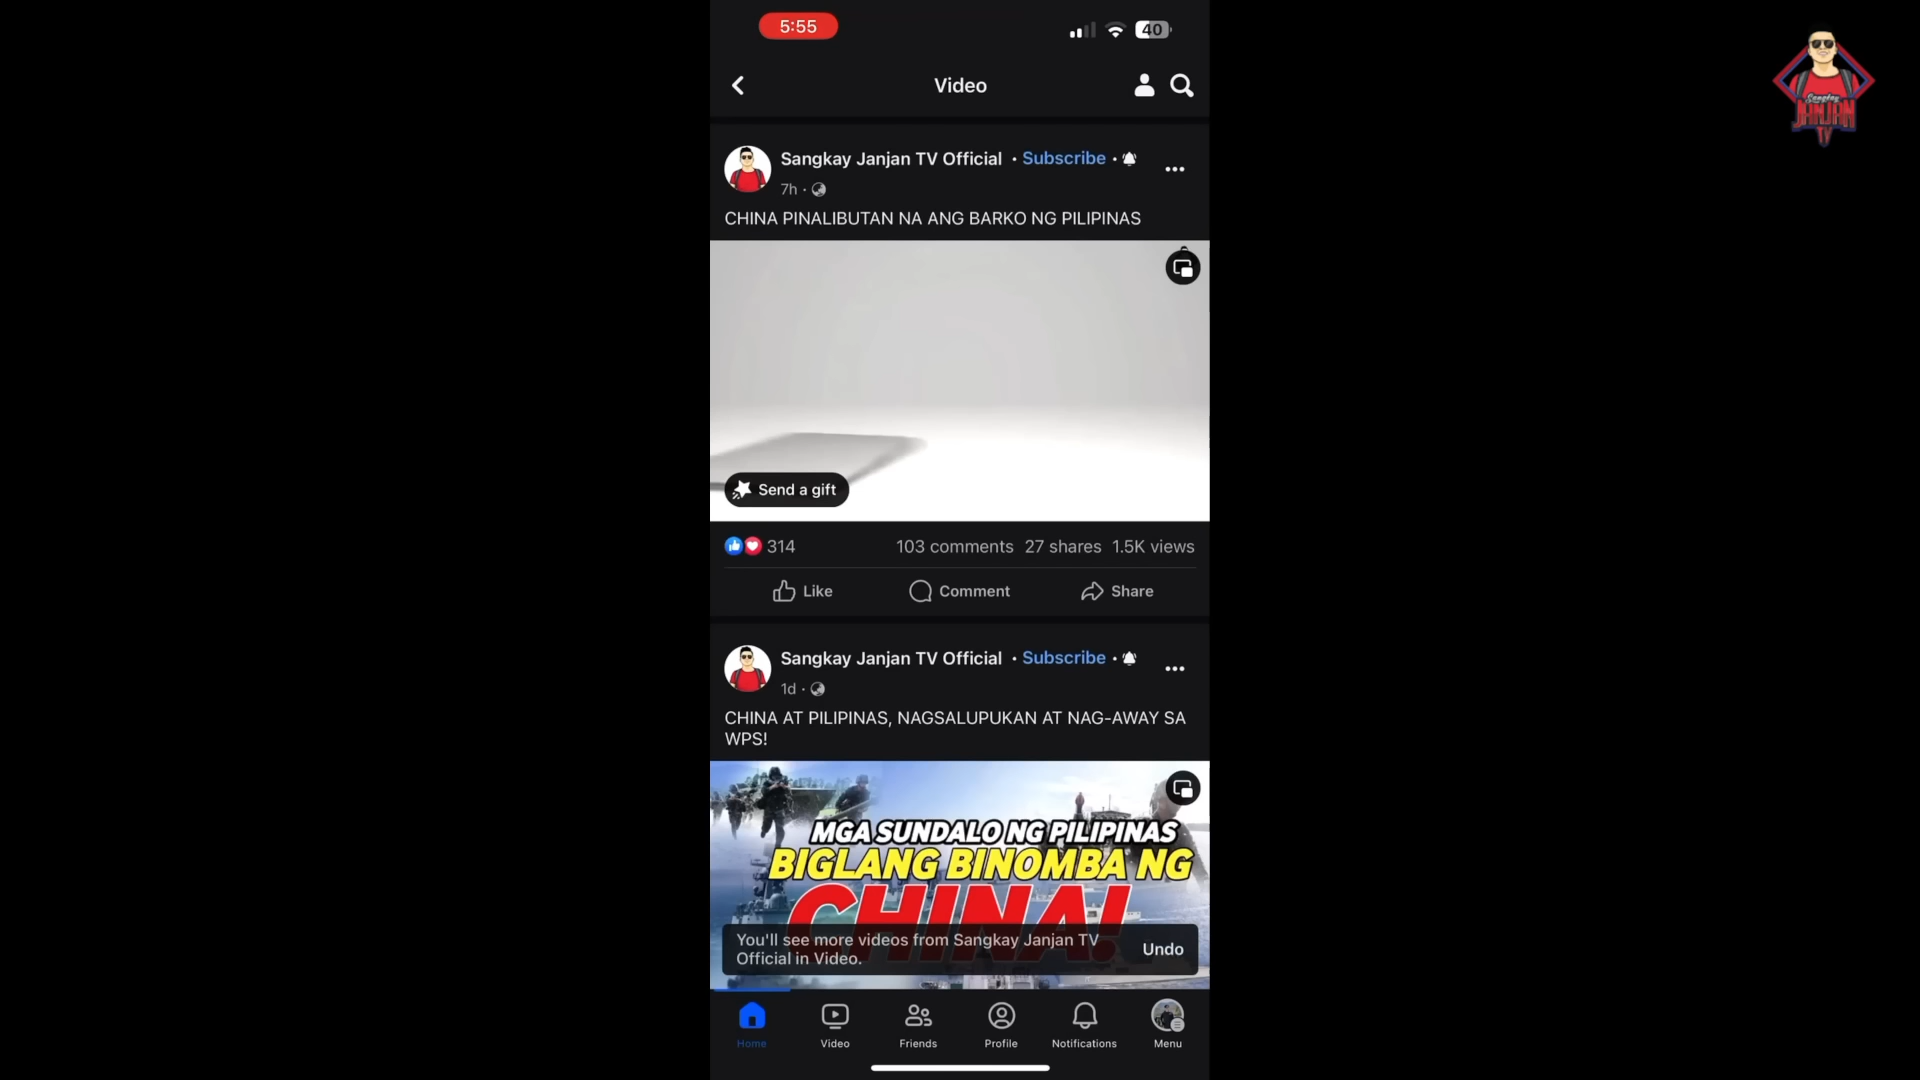 5:55
40
Video
Sangkay Janjan TV Official · Subscribe ·
7h ·
CHINA PINALIBUTAN NA ANG BARKO NG PILIPINAS
Send a gift
314 103 comments 27 shares 1.5K views
Like Comment Share
Sangkay Janjan TV Official · Subscribe ·
1d ·
CHINA AT PILIPINAS, NAGSALUPUKAN AT NAG-AWAY SA
WPS!
MGA SUNDALO NG PILIPINAS
BIGLANG BINOMBA NG
CHINA!
You'll see more videos from Sangkay Janjan TV
Official in Video.
Undo
Home Video Friends Profile Notifications Menu
Sangkay
JANJAN
TV